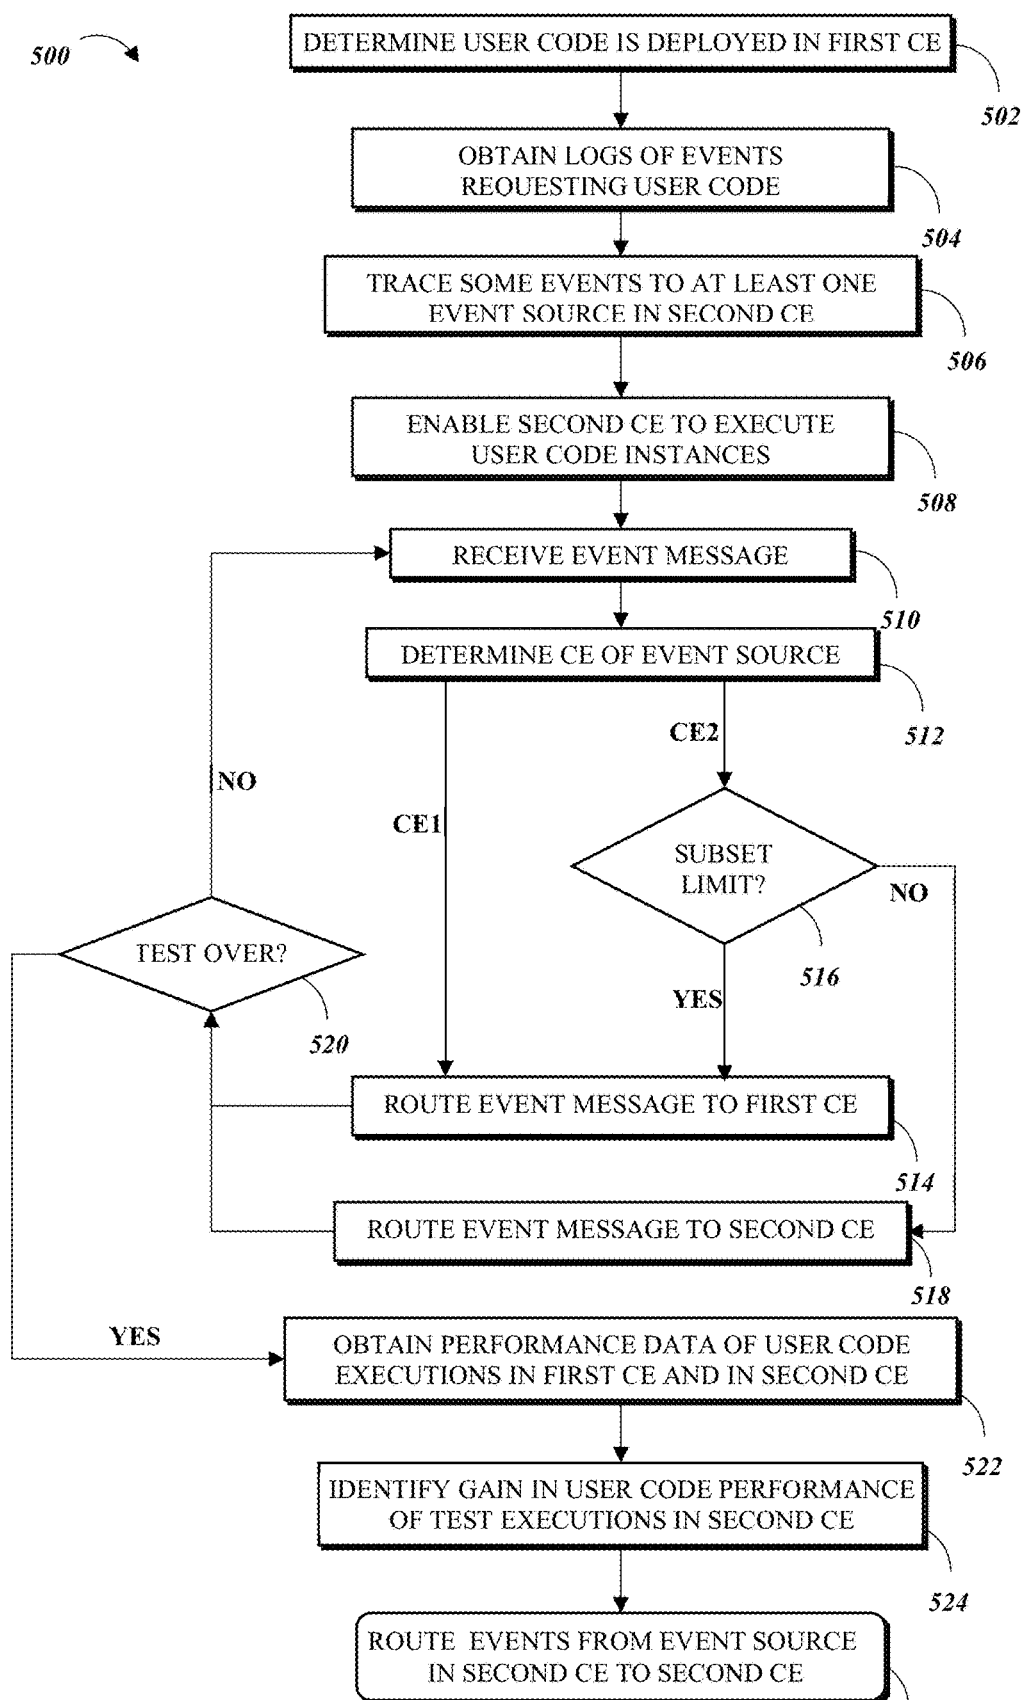 500
DETERMINE USER CODE IS DEPLOYED IN FIRST CE
502
OBTAIN LOGS OF EVENTS
REQUESTING USER CODE
504
TRACE SOME EVENTS TO AT LEAST ONE
EVENT SOURCE IN SECOND CE
506
ENABLE SECOND CE TO EXECUTE
USER CODE INSTANCES
508
RECEIVE EVENT MESSAGE
510
DETERMINE CE OF EVENT SOURCE
512
CE2
NO
CE1
SUBSET
LIMIT?
NO
TEST OVER?
516
YES
520
ROUTE EVENT MESSAGE TO FIRST CE
514
ROUTE EVENT MESSAGE TO SECOND CE
518
YES
OBTAIN PERFORMANCE DATA OF USER CODE
EXECUTIONS IN FIRST CE AND IN SECOND CE
522
IDENTIFY GAIN IN USER CODE PERFORMANCE
OF TEST EXECUTIONS IN SECOND CE
524
ROUTE EVENTS FROM EVENT SOURCE
IN SECOND CE TO SECOND CE